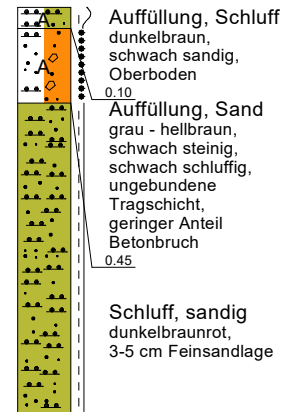 A
Auffüllung, Schluff
dunkelbraun,
schwach sandig,
Oberboden
0.10
A
Auffüllung, Sand
grau - hellbraun,
schwach steinig,
schwach schluffig,
ungebundene
Tragschicht,
geringer Anteil
Betonbruch
0.45
Schluff, sandig
dunkelbraunrot,
3-5 cm Feinsandlage